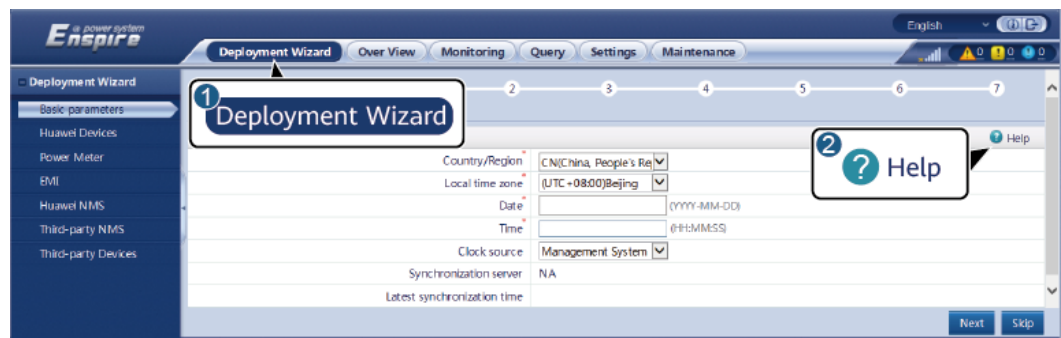 a power system
Enspire
English
Deployment Wizard Over View Monitoring Query Settings Maintenance
0 0 0
Deployment Wizard
Basic parameters
Huawei Devices
Power Meter
EMI
Huawei NMS
Third-party NMS
Third-party Devices
2 3 4 5 6 7
1
Deployment Wizard
Help
2
? Help
Country/Region * CN(China, People's Re
Local time zone * (UTC+08:00)Beijing
Date * (YYYY-MM-DD)
Time * (HH:MM:SS)
Clock source Management System
Synchronization server NA
Latest synchronization time
Next Skip